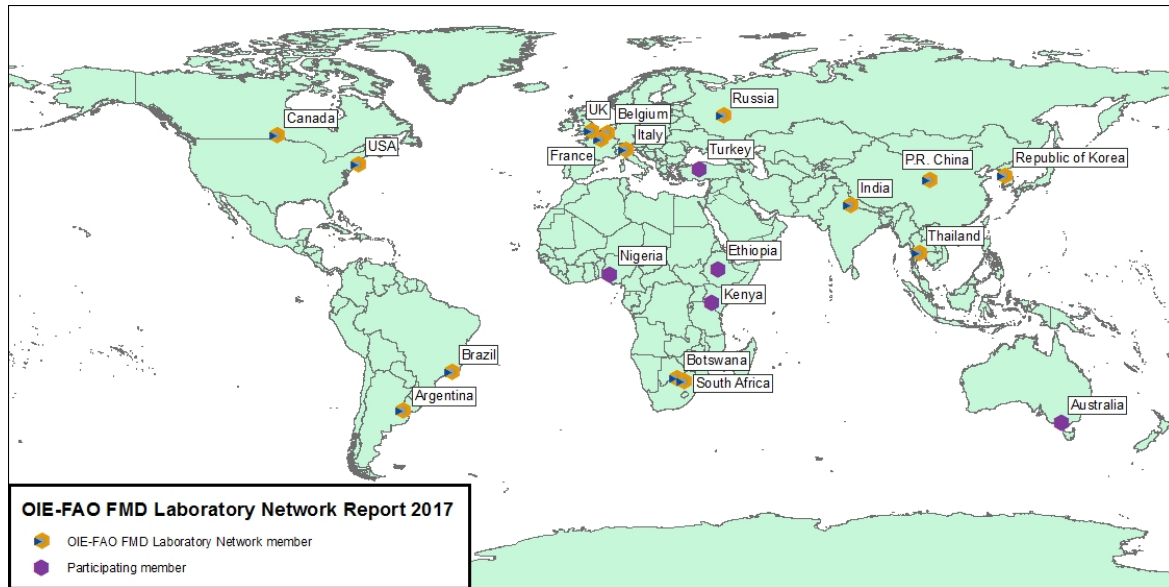 Canada
USA
UK
Belgium
Russia
Italy
France
Turkey
P.R. China
Republic of Korea
India
Thailand
Nigeria
Ethiopia
Kenya
Brazil
Argentina
Botswana
South Africa
Australia
OIE-FAO FMD Laboratory Network Report 2017
OIE-FAO FMD Laboratory Network member
Participating member